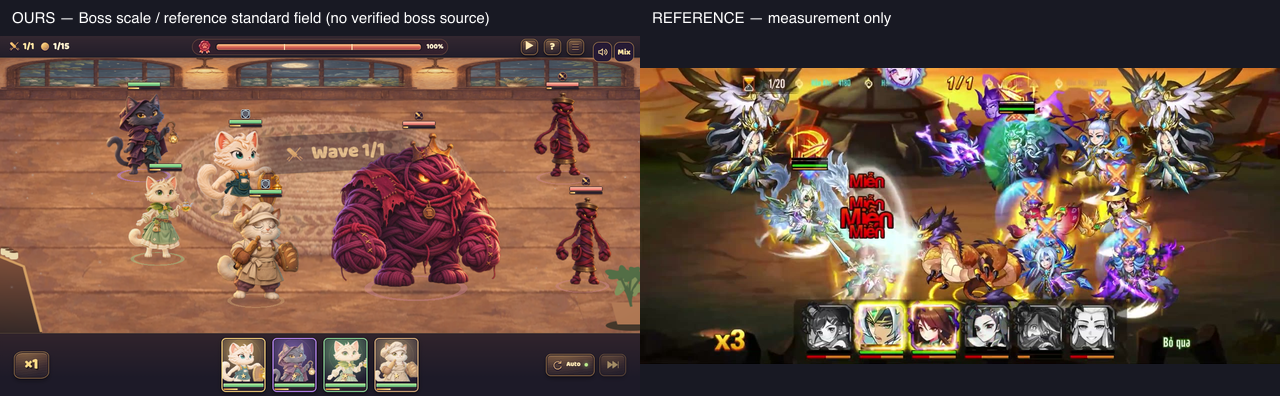 OURS — Boss scale / reference standard field (no verified boss source)
REFERENCE — measurement only
1/1
1/15
100%
?
Mix
Wave 1/1
×1
Auto
1/20
1/1
Miễn
Miễn
Miễn
Miễn
x3
Bỏ qua